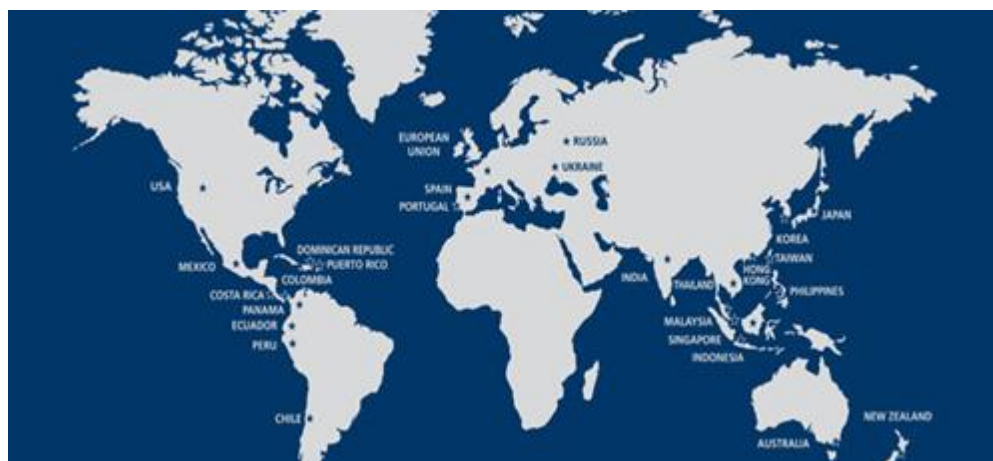 EUROPEAN
UNION
RUSSIA
UKRAINE
USA
SPAIN
PORTUGAL
JAPAN
KOREA
DOMINICAN REPUBLIC
PUERTO RICO
MEXICO
TAIWAN
HONG
KONG
INDIA
THAILAND
COLOMBIA
COSTA RICA
PANAMA
PHILIPPINES
ECUADOR
MALAYSIA
SINGAPORE
PERU
INDONESIA
CHILE
NEW ZEALAND
AUSTRALIA